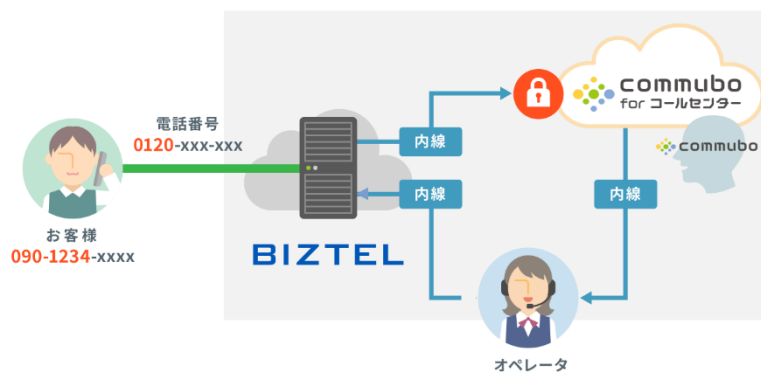 電話番号
0120-xxx-xxx
お客様
090-1234-xxxx
BIZTEL
内線
内線
commubo
for コールセンター
commubo
内線
オペレータ